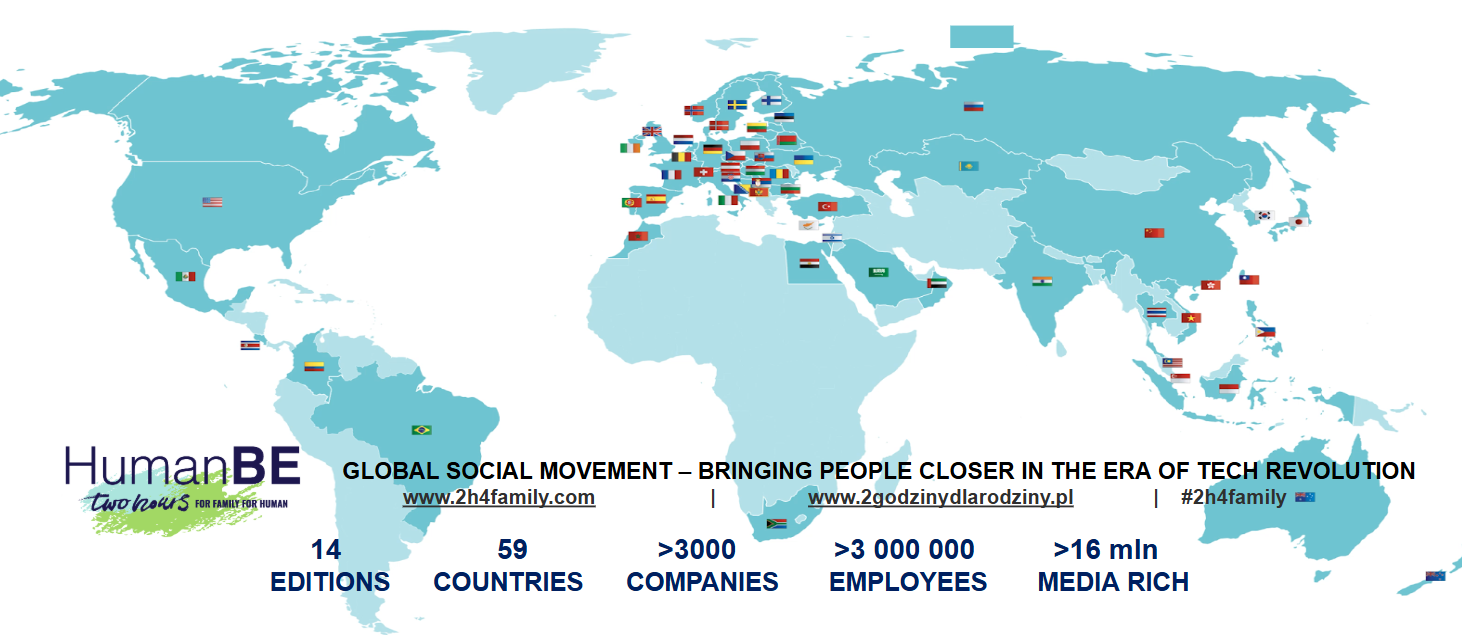 HumanBE
two hours FOR FAMILY FOR HUMAN
GLOBAL SOCIAL MOVEMENT – BRINGING PEOPLE CLOSER IN THE ERA OF TECH REVOLUTION
www.2h4family.com | www.2godzinydlarodziny.pl | #2h4family
14 59 >3000 >3 000 000 >16 mln
EDITIONS COUNTRIES COMPANIES EMPLOYEES MEDIA RICH